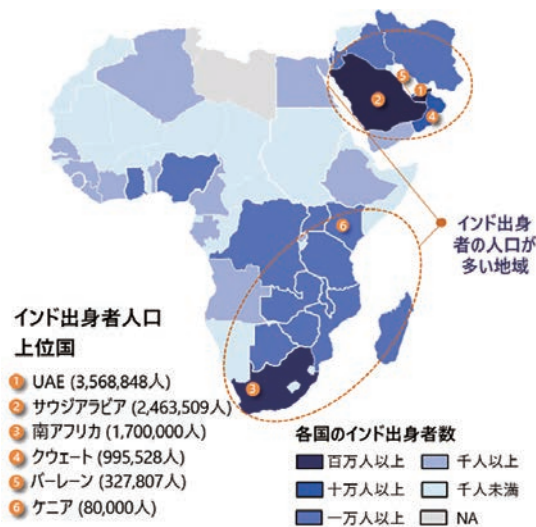 5
1
2
4
6
インド出身
者の人口が
多い地域
3
インド出身者人口
上位国
1 UAE (3,568,848人)
2 サウジアラビア (2,463,509人)
3 南アフリカ (1,700,000人)
4 クウェート (995,528人)
5 バーレーン (327,807人)
6 ケニア (80,000人)
各国のインド出身者数
百万人以上 千人以上
十万人以上 千人未満
一万人以上 NA